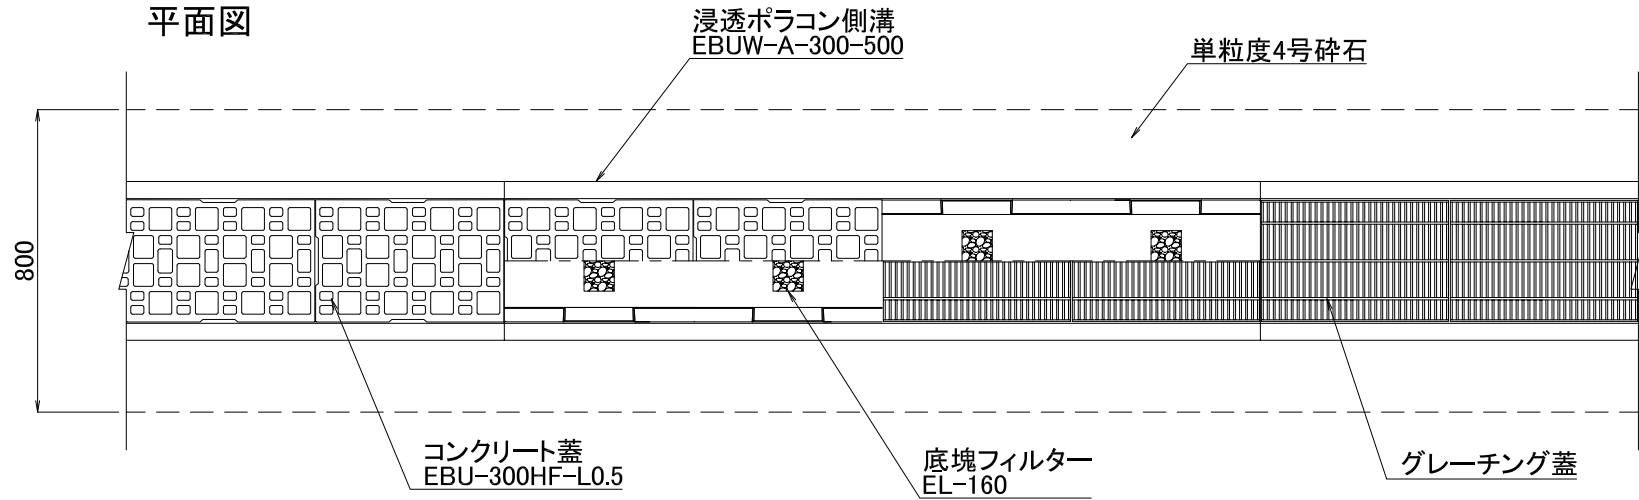 平面図
浸透ポラコン側溝
EBUW-A-300-500
単粒度4号砕石
800
コンクリート蓋
EBU-300HF-L0.5
底塊フィルター
EL-160
グレーチング蓋